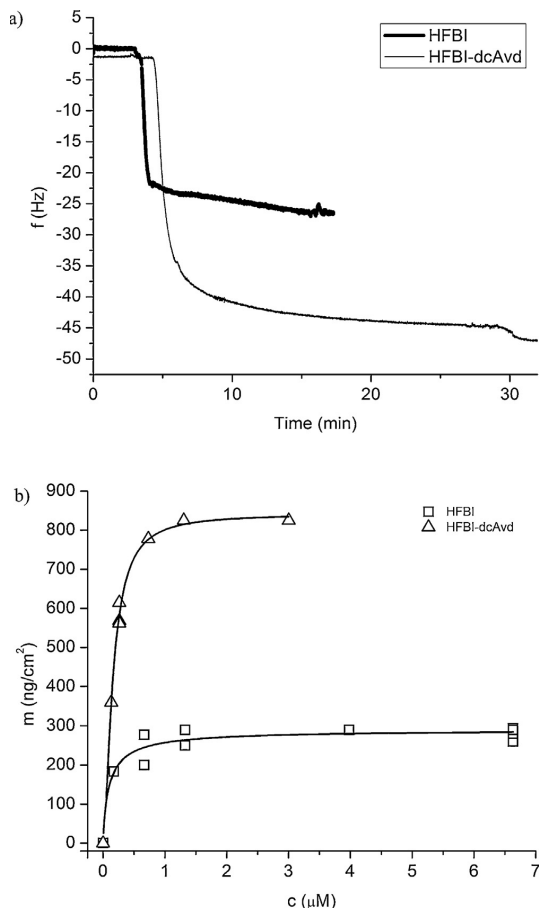 a)
5
0
-5
-10
-15
-20
-25
-30
-35
-40
-45
-50
f (Hz)
HFBI
HFBI-dcAvd
0 10 20 30
Time (min)
b)
900
800
700
600
500
400
300
200
100
0
m (ng/cm²)
HFBI
HFBI-dcAvd
0 1 2 3 4 5 6 7
c (µM)